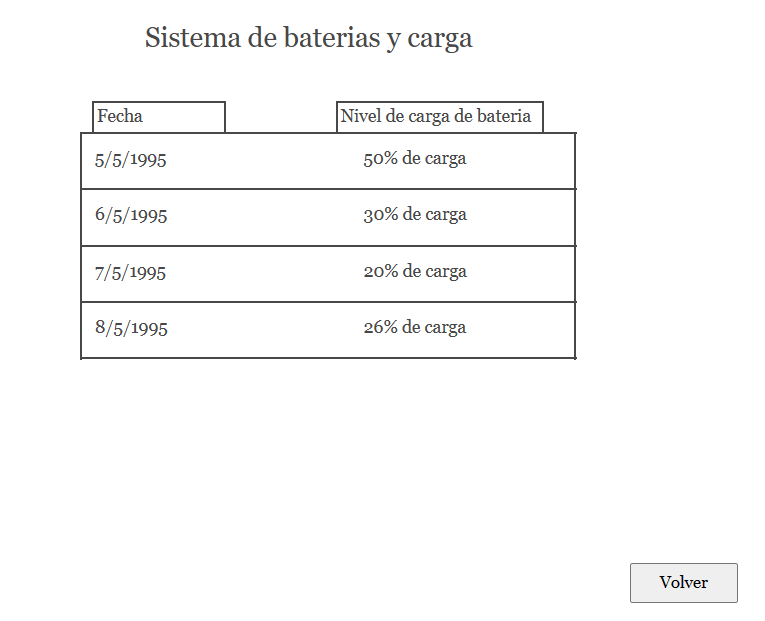 Sistema de baterias y carga
Fecha Nivel de carga de bateria
5/5/1995 50% de carga
6/5/1995 30% de carga
7/5/1995 20% de carga
8/5/1995 26% de carga
Volver